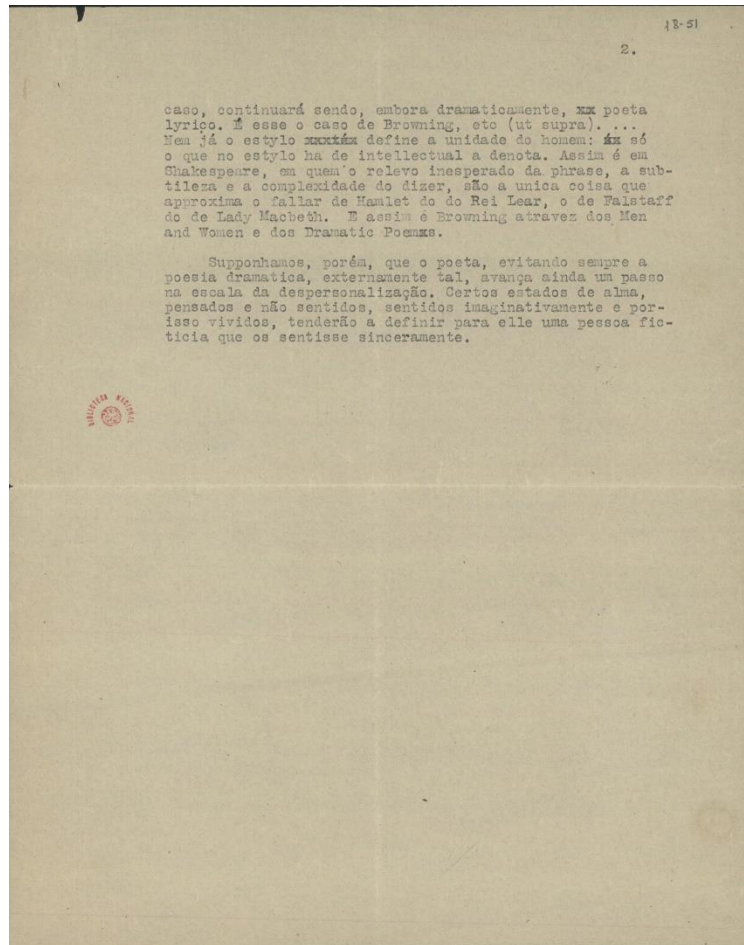 18-51
2.
caso, continuará sendo, embora dramaticamente, xx poeta
lyrico. É esse o caso de Browning, etc (ut supra). ...
Nem já o estylo define a unidade do homem: só
o que no estylo ha de intellectual a denota. Assim é em
Shakespeare, em quem o relevo inesperado da phrase, a sub-
tileza e a complexidade do dizer, são a unica coisa que
approxima o fallar de Hamlet do do Rei Lear, o de Falstaff
do de Lady Macbeth. E assim é Browning atravez dos Men
and Women e dos Dramatic Poems.
Supponhamos, porém, que o poeta, evitando sempre a
poesia dramatica, externamente tal, avança ainda um passo
na escala da despersonalização. Certos estados de alma,
pensados e não sentidos, sentidos imaginativamente e por-
isso vividos, tenderão a definir para elle uma pessoa fic-
ticia que os sentisse sinceramente.
BIBLIOTECA NACIONAL